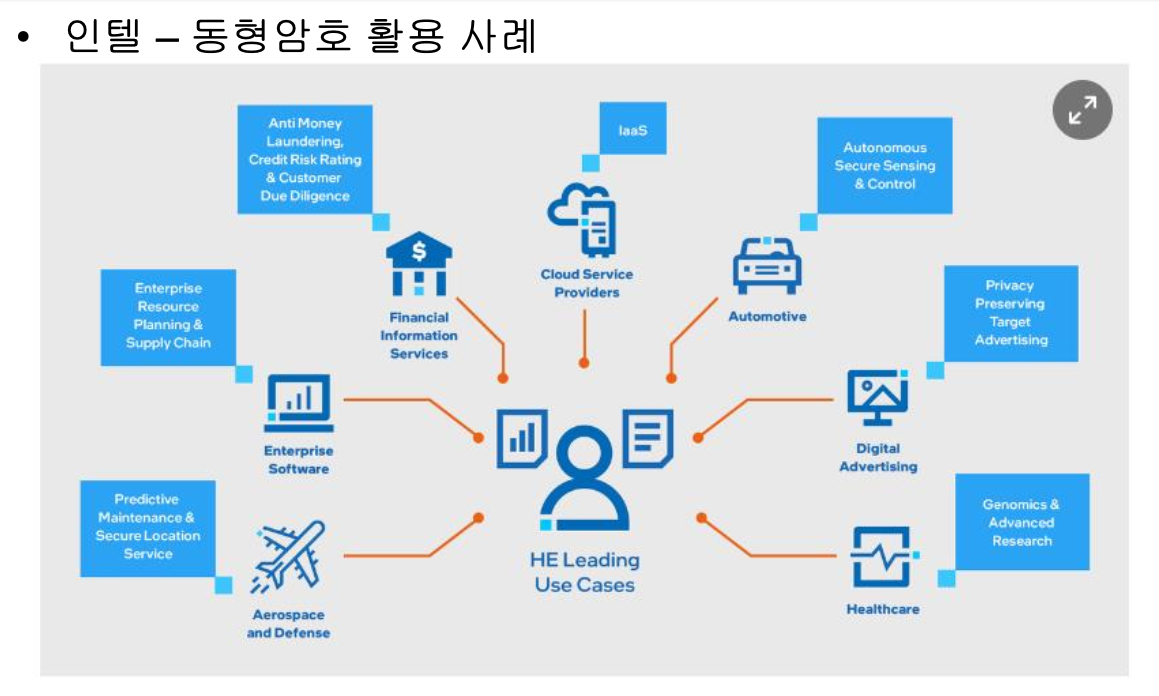 • 인텔 – 동형암호 활용 사례
Anti Money
Laundering,
Credit Risk Rating
& Customer
Due Diligence
IaaS
Autonomous
Secure Sensing
& Control
Financial
Information
Services
Cloud Service
Providers
Automotive
Enterprise
Resource
Planning &
Supply Chain
Privacy
Preserving
Target
Advertising
Enterprise
Software
Digital
Advertising
Predictive
Maintenance &
Secure Location
Service
Genomics &
Advanced
Research
Aerospace
and Defense
HE Leading
Use Cases
Healthcare